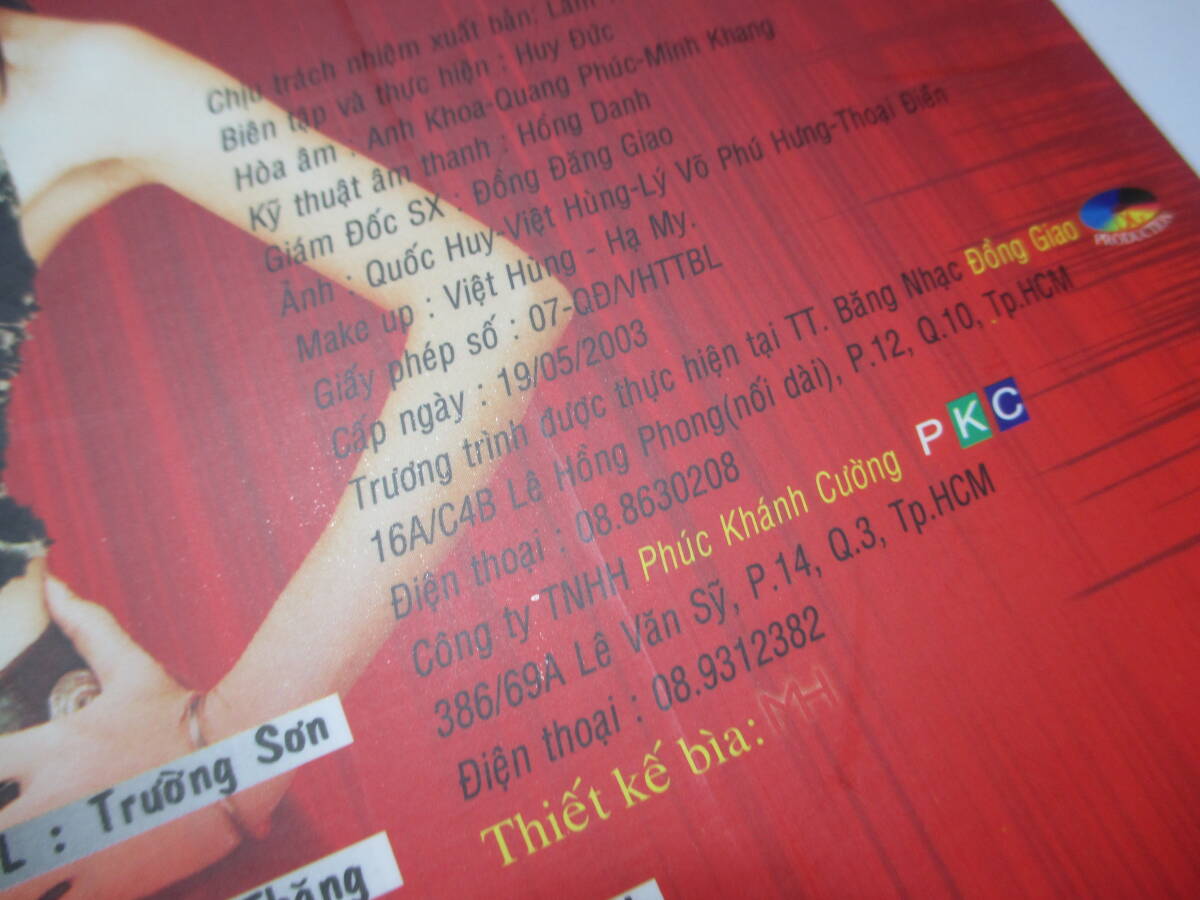 Chịu trách nhiệm xuất bản: Lâm
Biên tập và thực hiện : Huy Đức
Hòa âm : Anh Khoa-Quang Phúc-Minh Khang
Kỹ thuật âm thanh : Hồng Danh
Giám Đốc SX : Đồng Đăng Giao
Ảnh : Quốc Huy-Việt Hùng-Lý Võ Phú Hưng-Thoại Điền
Make up : Việt Hùng - Hạ My.
Giấy phép số : 07-QĐ/VHTTBL
Cấp ngày : 19/05/2003
Trương trình được thực hiện tại TT. Băng Nhạc Đồng Giao PRODUCTION
16A/C4B Lê Hồng Phong(nối dài), P.12, Q.10, Tp.HCM
Điện thoại : 08.8630208
Công ty TNHH Phúc Khánh Cường PKC
386/69A Lê Văn Sỹ, P.14, Q.3, Tp.HCM
Điện thoại : 08.9312382
Thiết kế bìa: MH
L : Trường Sơn
Thăng